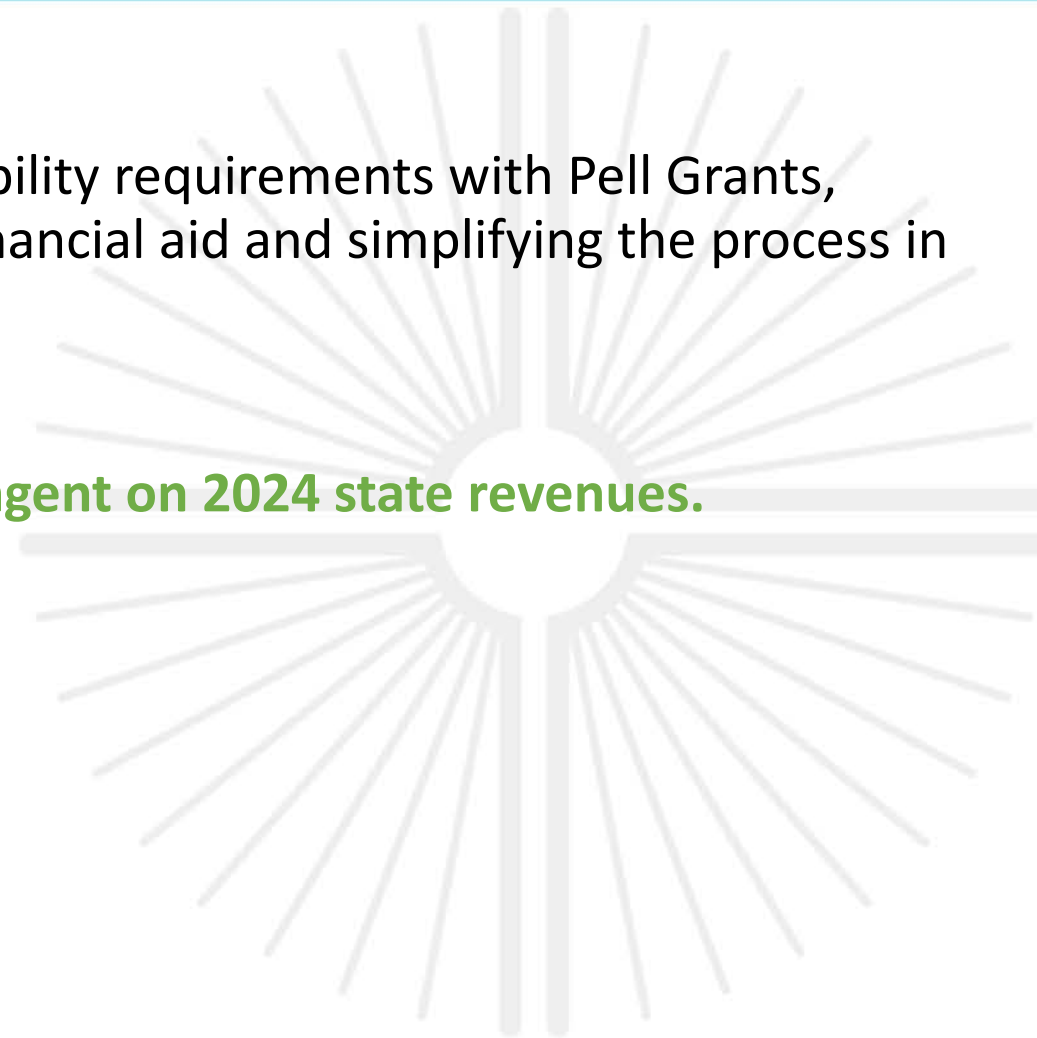 bility requirements with Pell Grants,
nancial aid and simplifying the process in
gent on 2024 state revenues.